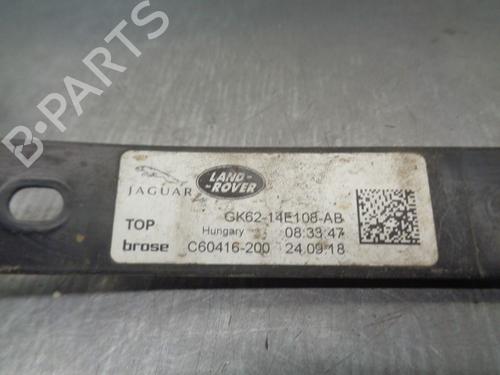 B-PARTS
JAGUAR
LAND-
-ROVER
GK62-14E108-AB
TOP
Hungary 08:33:47
brose C60416-200 24.09.18